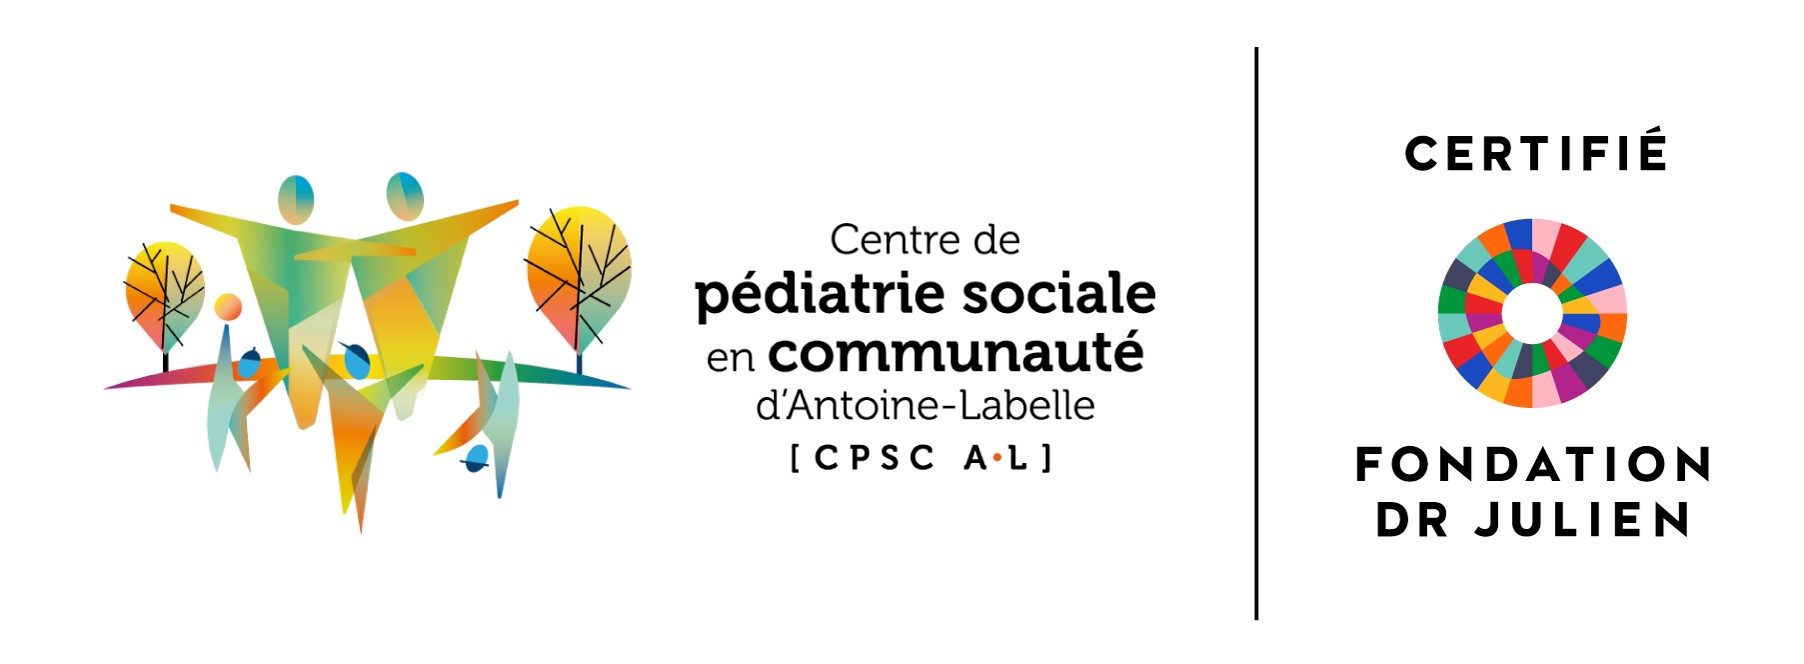 Centre de
pédiatrie sociale
en communauté
d'Antoine-Labelle
[CPSC A•L]
CERTIFIÉ
FONDATION
DR JULIEN